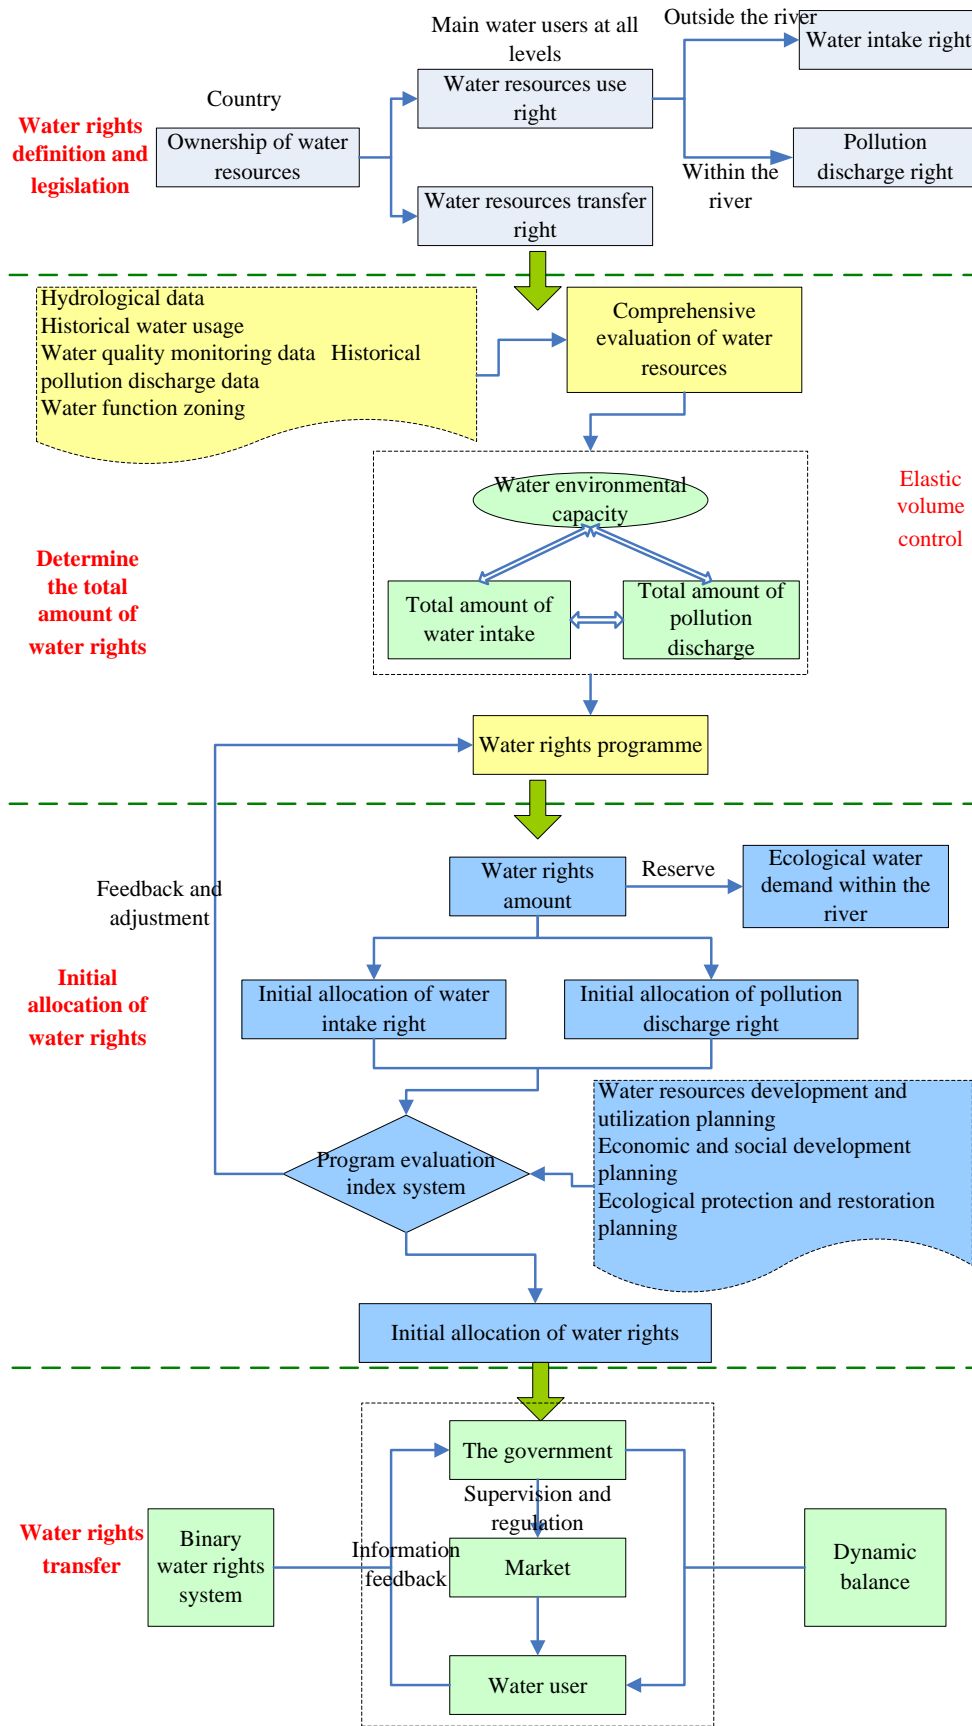 Outside the river
Water intake right
Main water users at all
levels
Water resources use
right
Country
Water rights
definition and
legislation
Ownership of water
resources
Pollution
discharge right
Within the
river
Water resources transfer
right
Hydrological data
Historical water usage
Water quality monitoring data   Historical
pollution discharge data
Water function zoning
Comprehensive
evaluation of water
resources
Elastic
volume
control
Water environmental
capacity
Determine
the total
amount of
water rights
Total amount of
water intake
Total amount of
pollution
discharge
Water rights programme
Feedback and
adjustment
Water rights
amount
Reserve
Ecological water
demand within the
river
Initial
allocation of
water rights
Initial allocation of water
intake right
Initial allocation of pollution
discharge right
Water resources development and
utilization planning
Economic and social development
planning
Ecological protection and restoration
planning
Program evaluation
index system
Initial allocation of water rights
The government
Supervision and
regulation
Water rights
transfer
Binary
water rights
system
Information
feedback
Market
Dynamic
balance
Water user